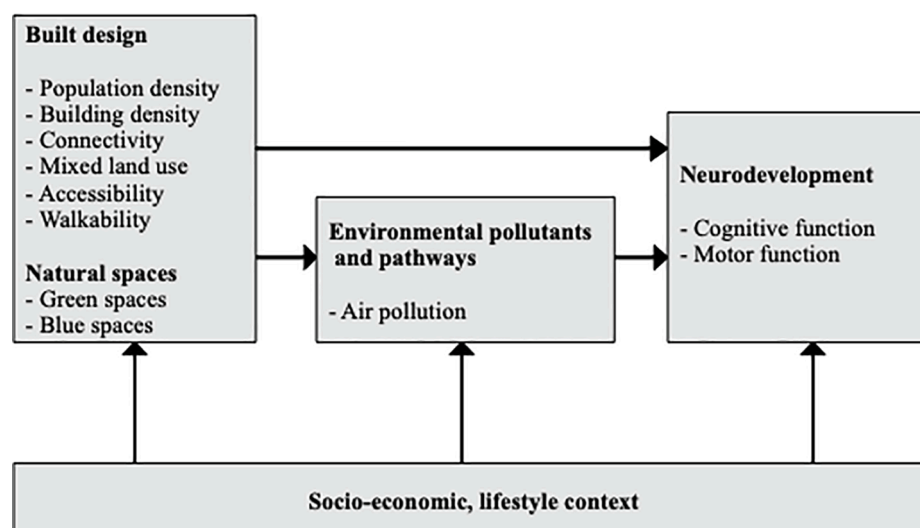 Built design
- Population density
- Building density
- Connectivity
- Mixed land use
- Accessibility
- Walkability
Natural spaces
- Green spaces
- Blue spaces
Environmental pollutants
and pathways
- Air pollution
Neurodevelopment
- Cognitive function
- Motor function
Socio-economic, lifestyle context